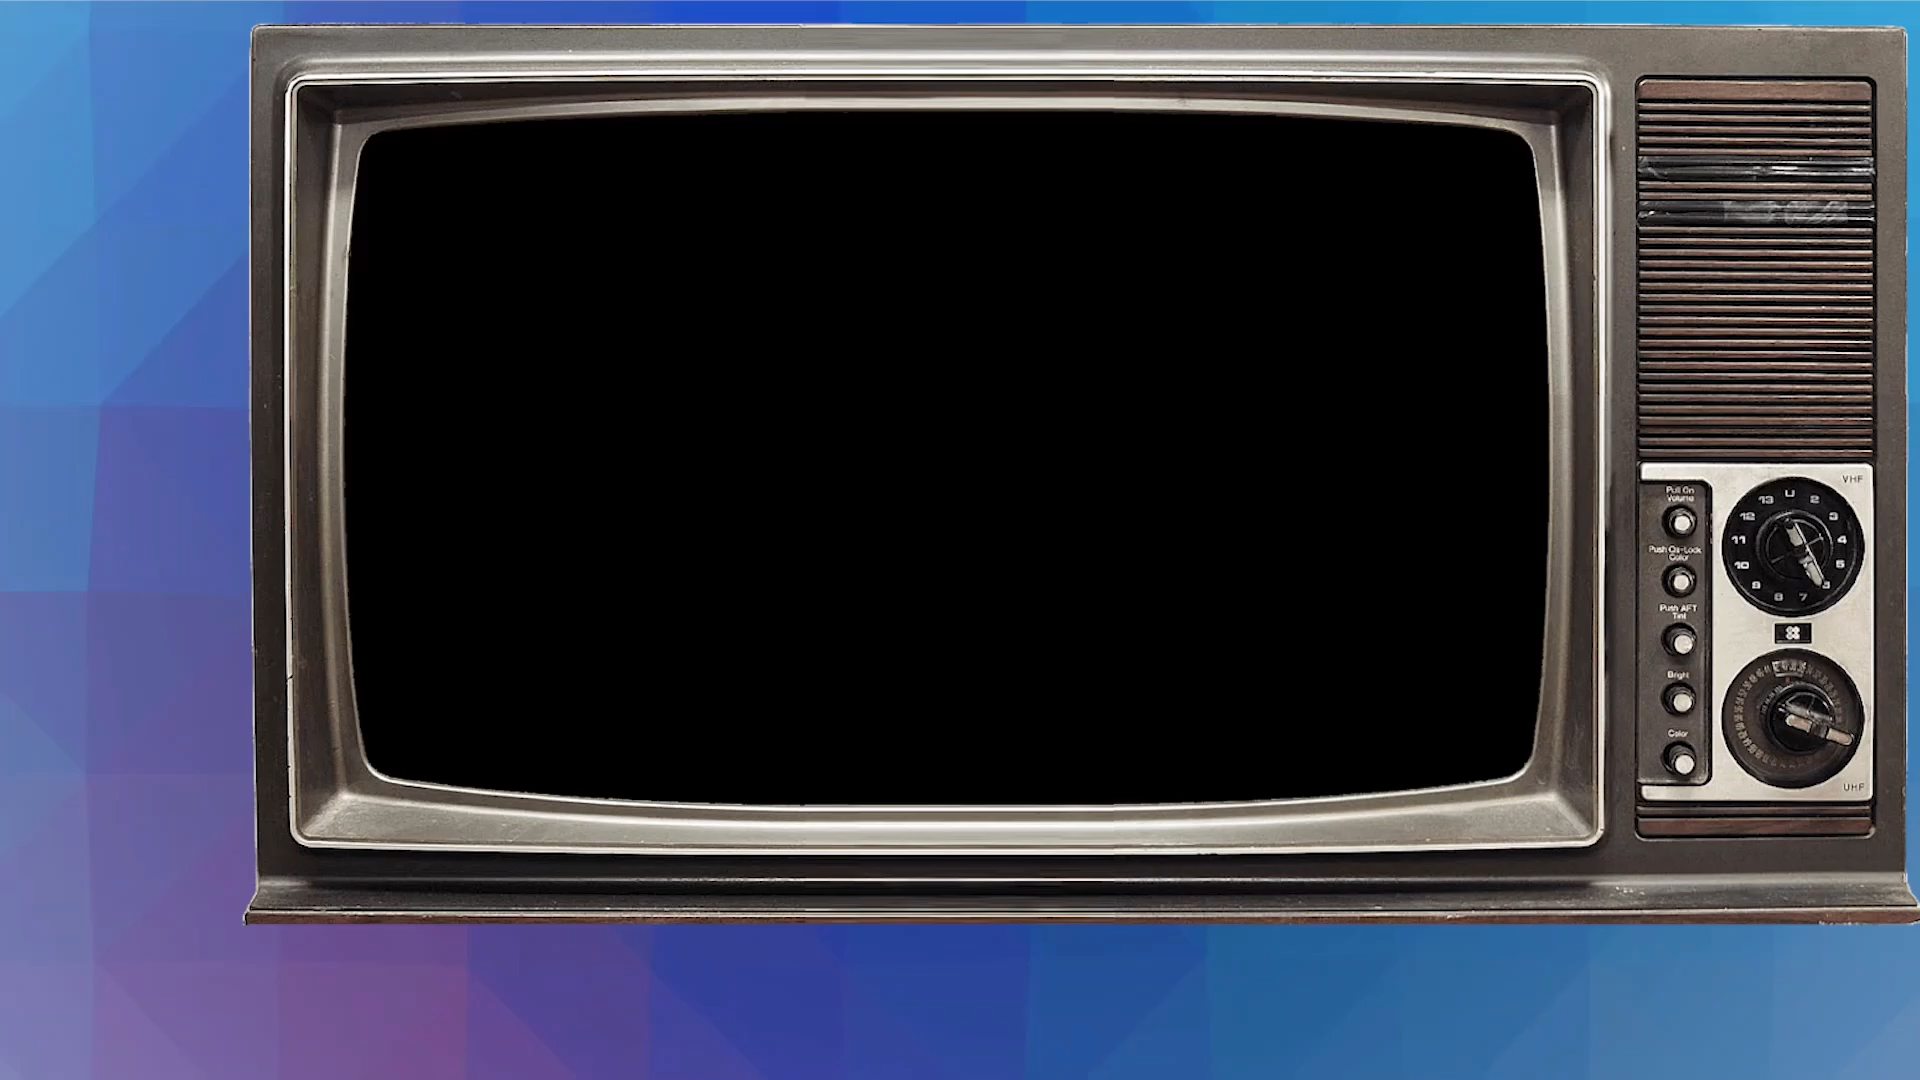 VHF
Pull On
Volume
Push On-Lock
Color
Push AFT
Tint
Bright
Color
U
2
3
4
5
7
8
9
10
11
12
13
UHF